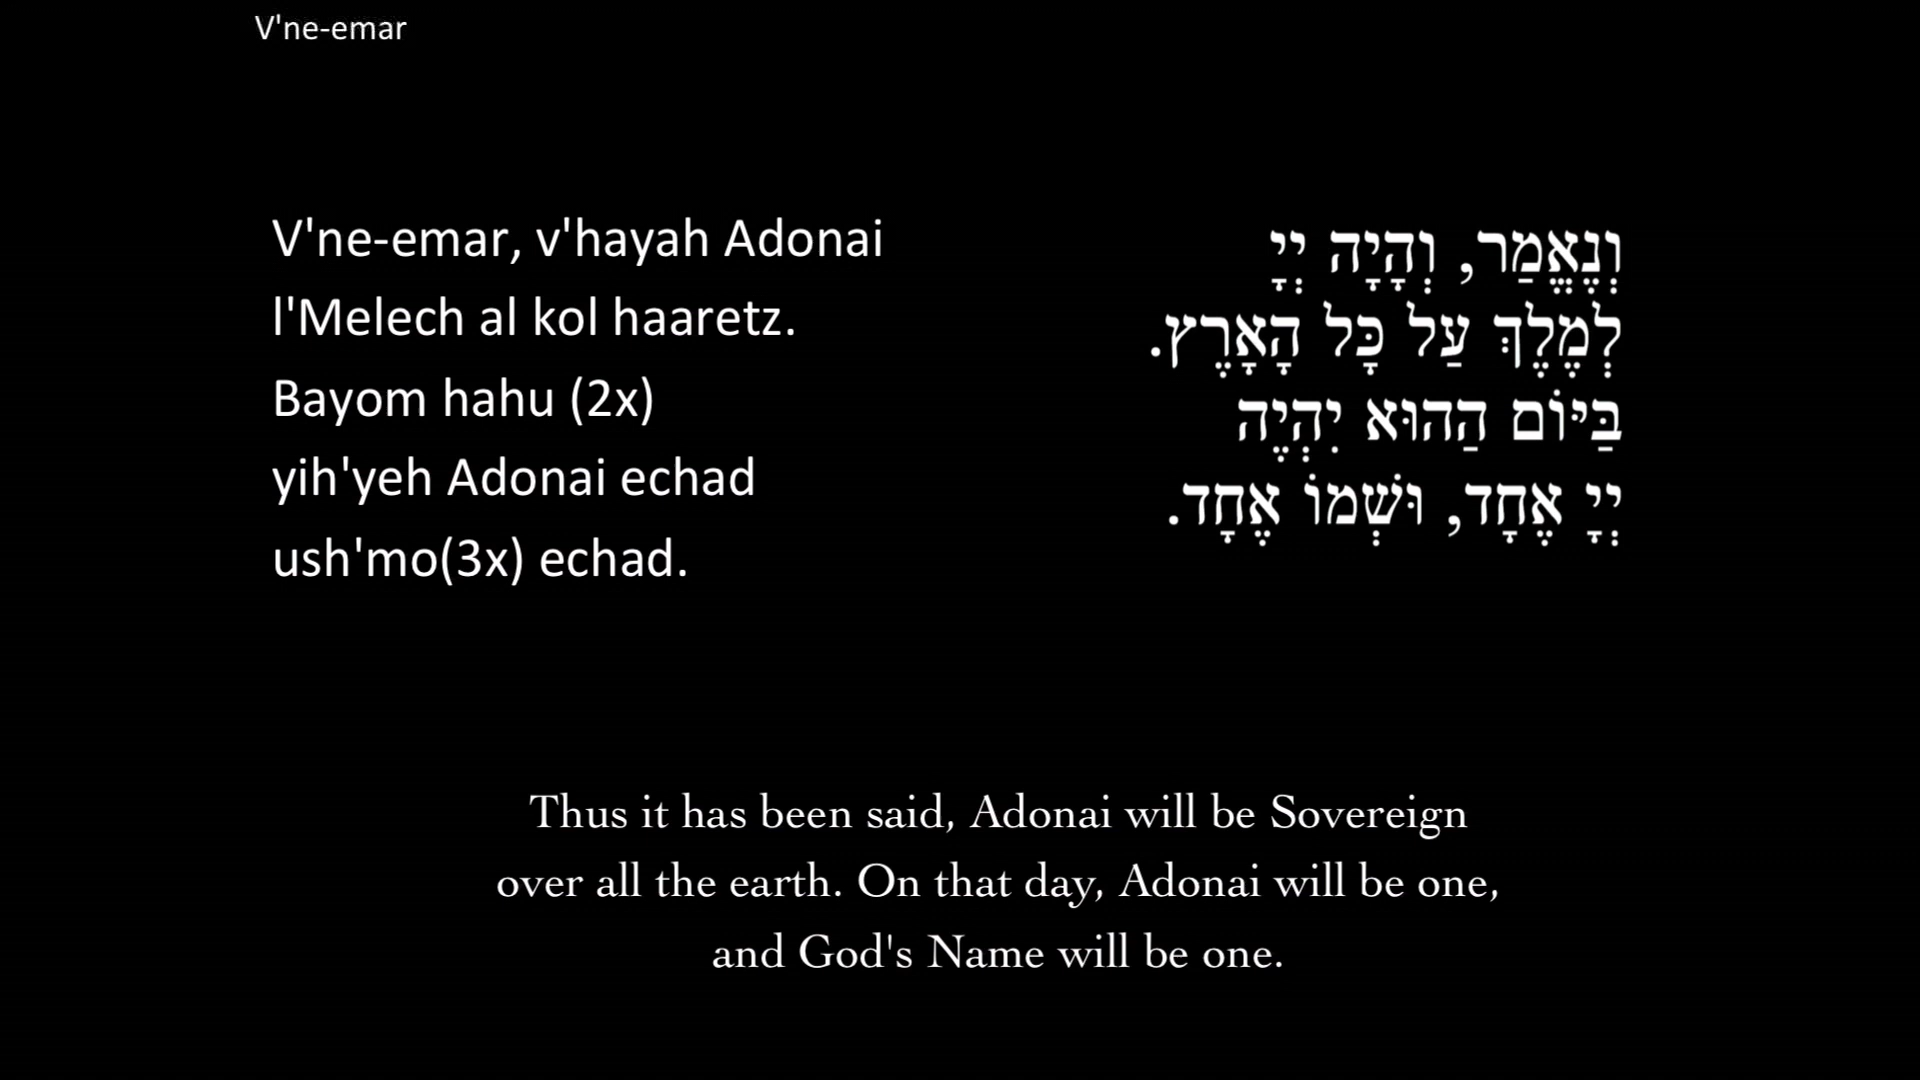 V'ne-emar
V'ne-emar, v'hayah Adonai
l'Melech al kol haaretz.
Bayom hahu (2x)
yih'yeh Adonai echad
ush'mo(3x) echad.
וְנֶאֱמַר, וְהָיָה יְיָ
לְמֶלֶךְ עַל כָּל הָאָרֶץ.
בַּיּוֹם הַהוּא יִהְיֶה
יְיָ אֶחָד, וּשְׁמוֹ אֶחָד.
Thus it has been said, Adonai will be Sovereign
over all the earth. On that day, Adonai will be one,
and God's Name will be one.